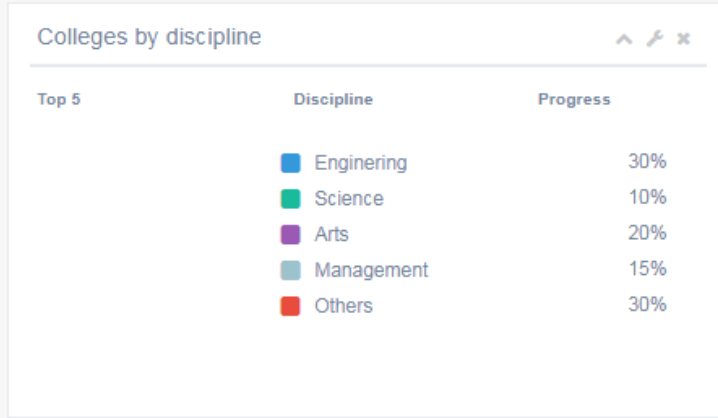 Colleges by discipline
Top 5 Discipline Progress
Enginering 30%
Science 10%
Arts 20%
Management 15%
Others 30%